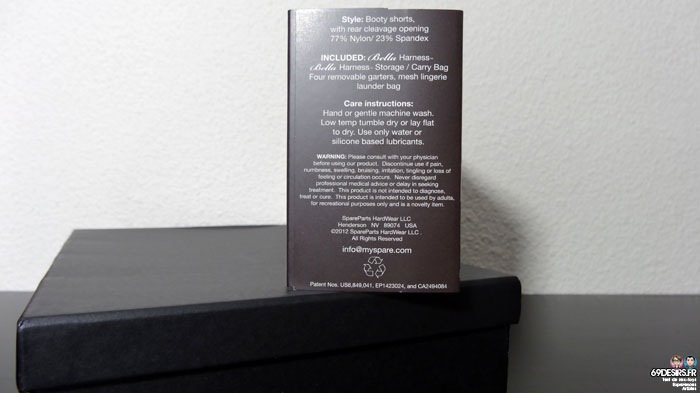 Style: Booty shorts,
with rear cleavage opening
77% Nylon/ 23% Spandex
INCLUDED: Bella Harness-
Bella Harness- Storage / Carry Bag
Four removable garters, mesh lingerie
launder bag
Care instructions:
Hand or gentle machine wash.
Low temp tumble dry or lay flat
to dry. Use only water or
silicone based lubricants.
WARNING: Please consult with your physician
before using our product. Discontinue use if pain,
numbness, swelling, bruising, irritation, tingling or loss of
feeling or circulation occurs. Never disregard
professional medical advice or delay in seeking
treatment. This product is not intended to diagnose,
treat or cure. This product is intended to be used by adults,
for recreational purposes only and is a novelty item.
SpareParts HardWear LLC
Henderson NV 89074 USA
©2012 SpareParts HardWear LLC .
All Rights Reserved
info@myspare.com
Patent Nos. US6,849,041, EP1423024, and CA2494084
69DESIRS.FR
Test de sex-toys
Expériences